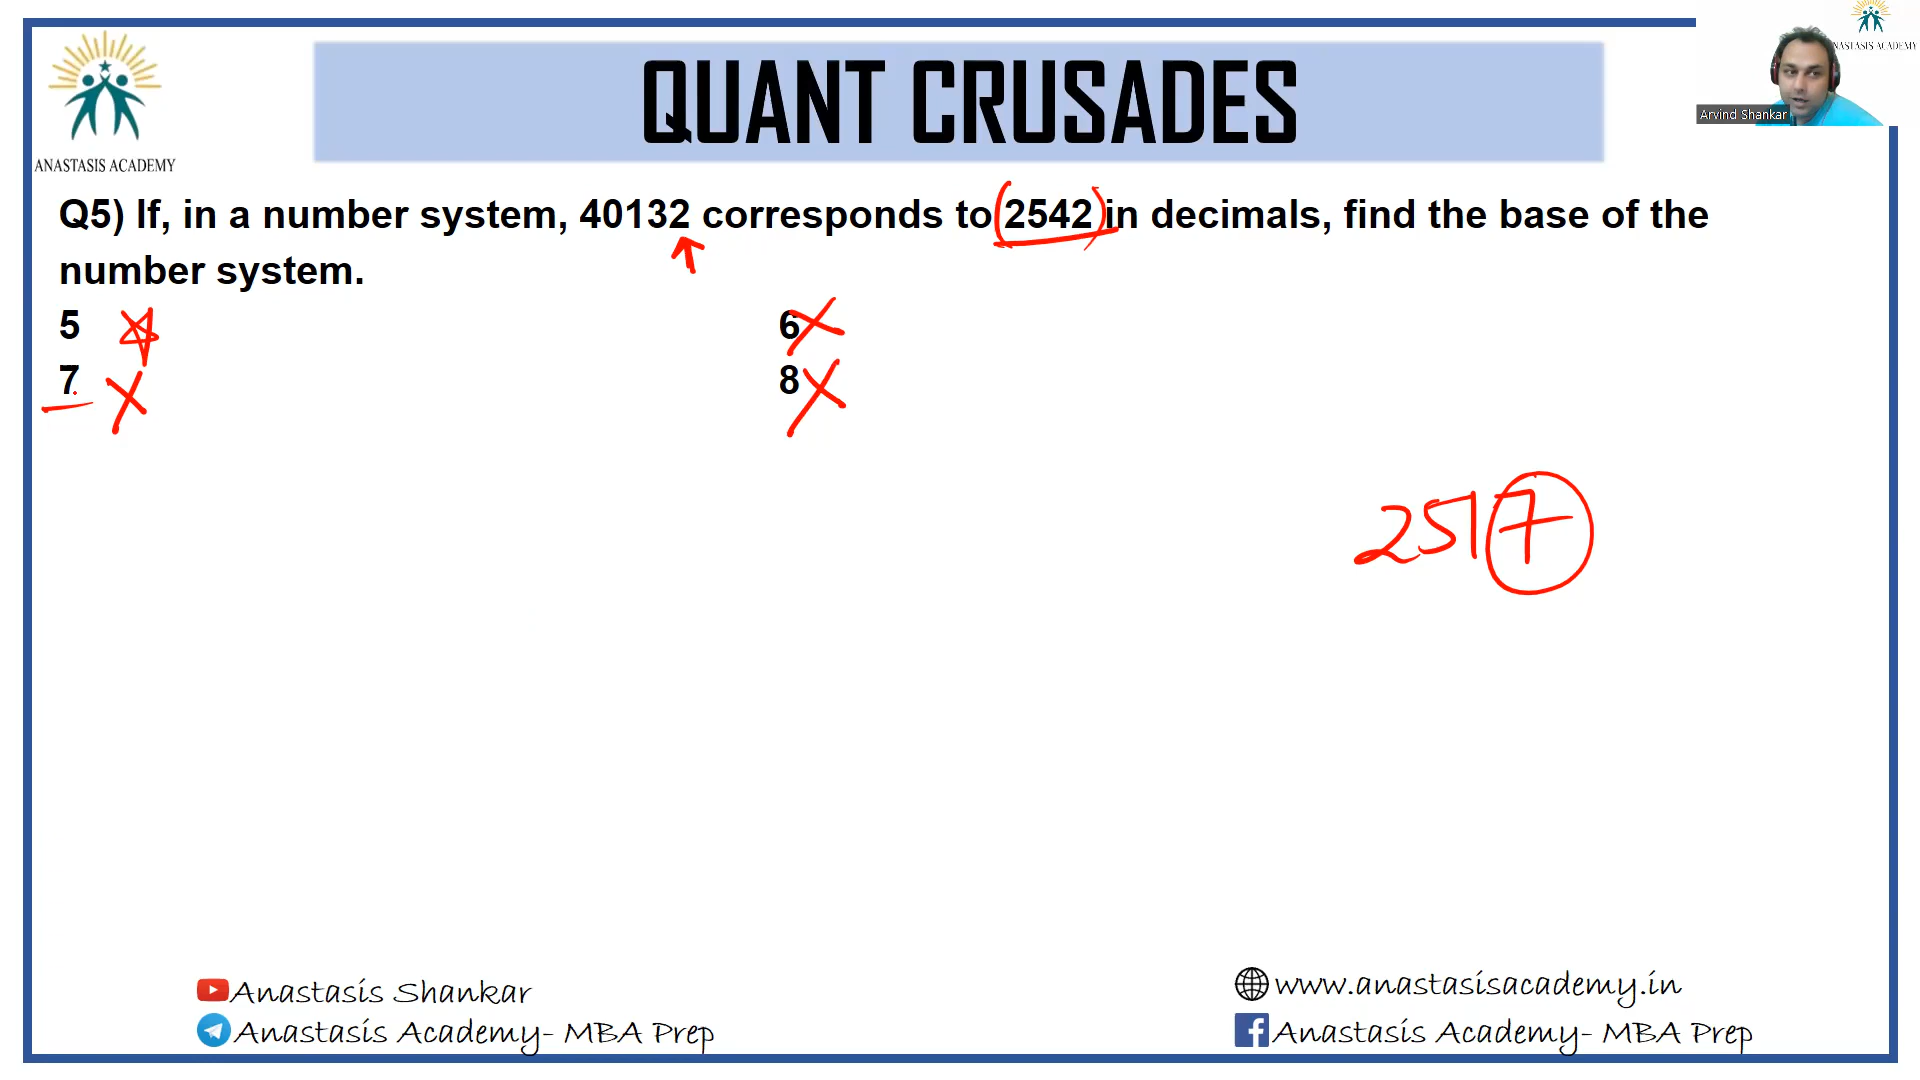 ANASTASIS ACADEMY
QUANT CRUSADES
ANASTASIS ACADEMY
Arvind Shankar
Q5) If, in a number system, 40132 corresponds to 2542 in decimals, find the base of the
number system.
5
6
7
8
2517
Anastasis Shankar
www.anastasisacademy.in
Anastasis Academy- MBA Prep
Anastasis Academy- MBA Prep